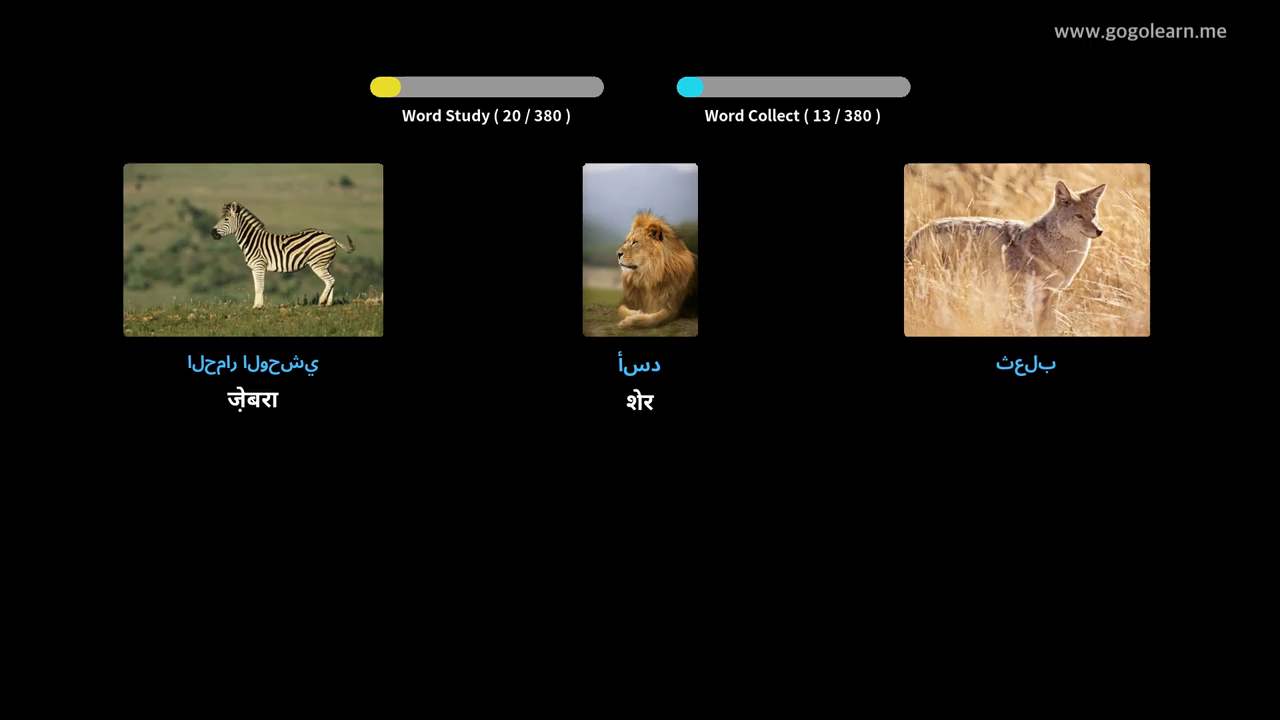 www.gogolearn.me
Word Study ( 20 / 380 )
Word Collect ( 13 / 380 )
الحمار الوحشي
أسد
ثعلب
ज़ेबरा
शेर